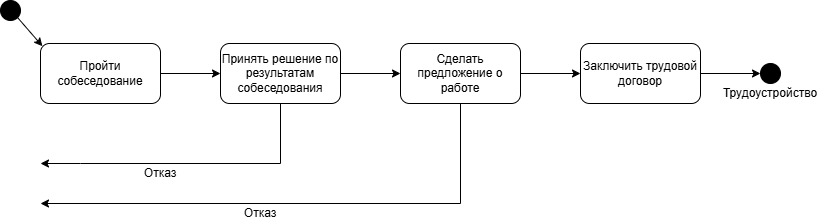 Пройти
собеседование
Принять решение по
результатам
собеседования
Сделать
предложение о
работе
Заключить трудовой
договор
Трудоустройство
Отказ
Отказ